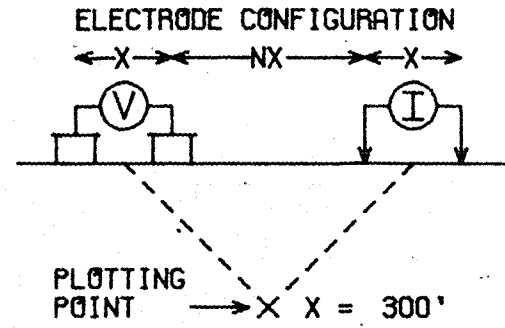 ELECTRODE CONFIGURATION
X NX X
V I
PLOTTING
POINT X X = 300'